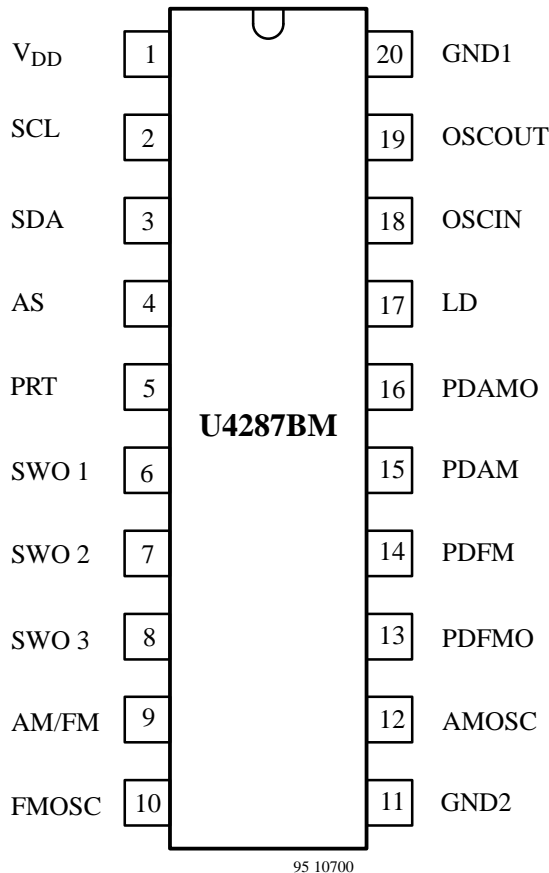 VDD 1 20 GND1
SCL 2 19 OSCOUT
SDA 3 18 OSCIN
AS 4 17 LD
PRT 5 16 PDAMO
U4287BM
SWO 1 6 15 PDAM
SWO 2 7 14 PDFM
SWO 3 8 13 PDFMO
AM/FM 9 12 AMOSC
FMOSC 10 11 GND2
95 10700